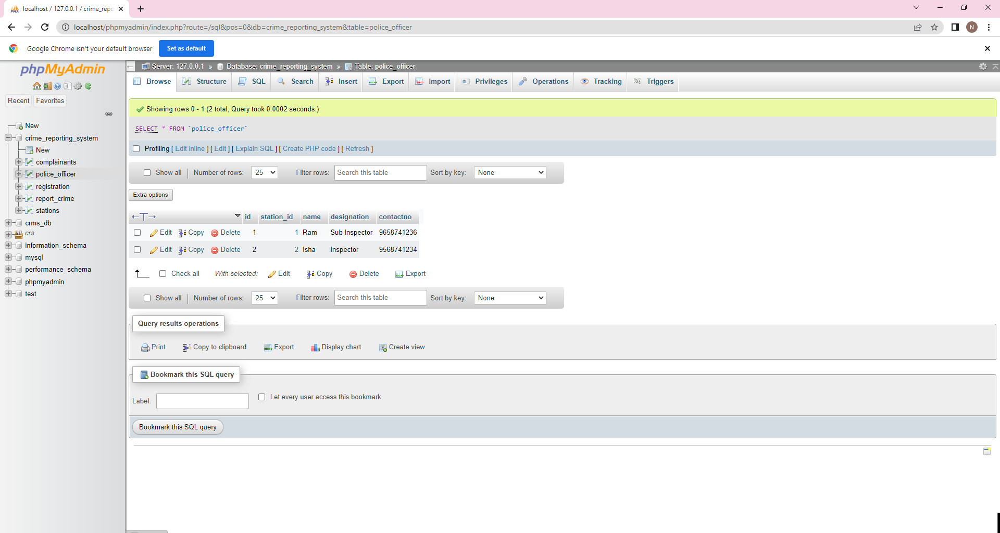 localhost / 127.0.0.1 / crime_repo
localhost/phpmyadmin/index.php?route=/sql&pos=0&db=crime_reporting_system&table=police_officer
N
Google Chrome isn't your default browser Set as default
phpMyAdmin
Recent Favorites
New
crime_reporting_system
New
complainants
police_officer
registration
report_crime
stations
crms_db
crs
information_schema
mysql
performance_schema
phpmyadmin
test
Server: 127.0.0.1 » Database: crime_reporting_system » Table: police_officer
Browse Structure SQL Search Insert Export Import Privileges Operations Tracking Triggers
Showing rows 0 - 1 (2 total, Query took 0.0002 seconds.)
SELECT * FROM `police_officer`
Profiling [ Edit inline ] [ Edit ] [ Explain SQL ] [ Create PHP code ] [ Refresh ]
Show all Number of rows: 25 Filter rows: Search this table Sort by key: None
Extra options
←T→ id station_id name designation contactno
Edit Copy Delete 1 1 Ram Sub Inspector 9658741236
Edit Copy Delete 2 2 Isha Inspector 9568741234
Check all With selected: Edit Copy Delete Export
Show all Number of rows: 25 Filter rows: Search this table Sort by key: None
Query results operations
Print Copy to clipboard Export Display chart Create view
Bookmark this SQL query
Label: Let every user access this bookmark
Bookmark this SQL query